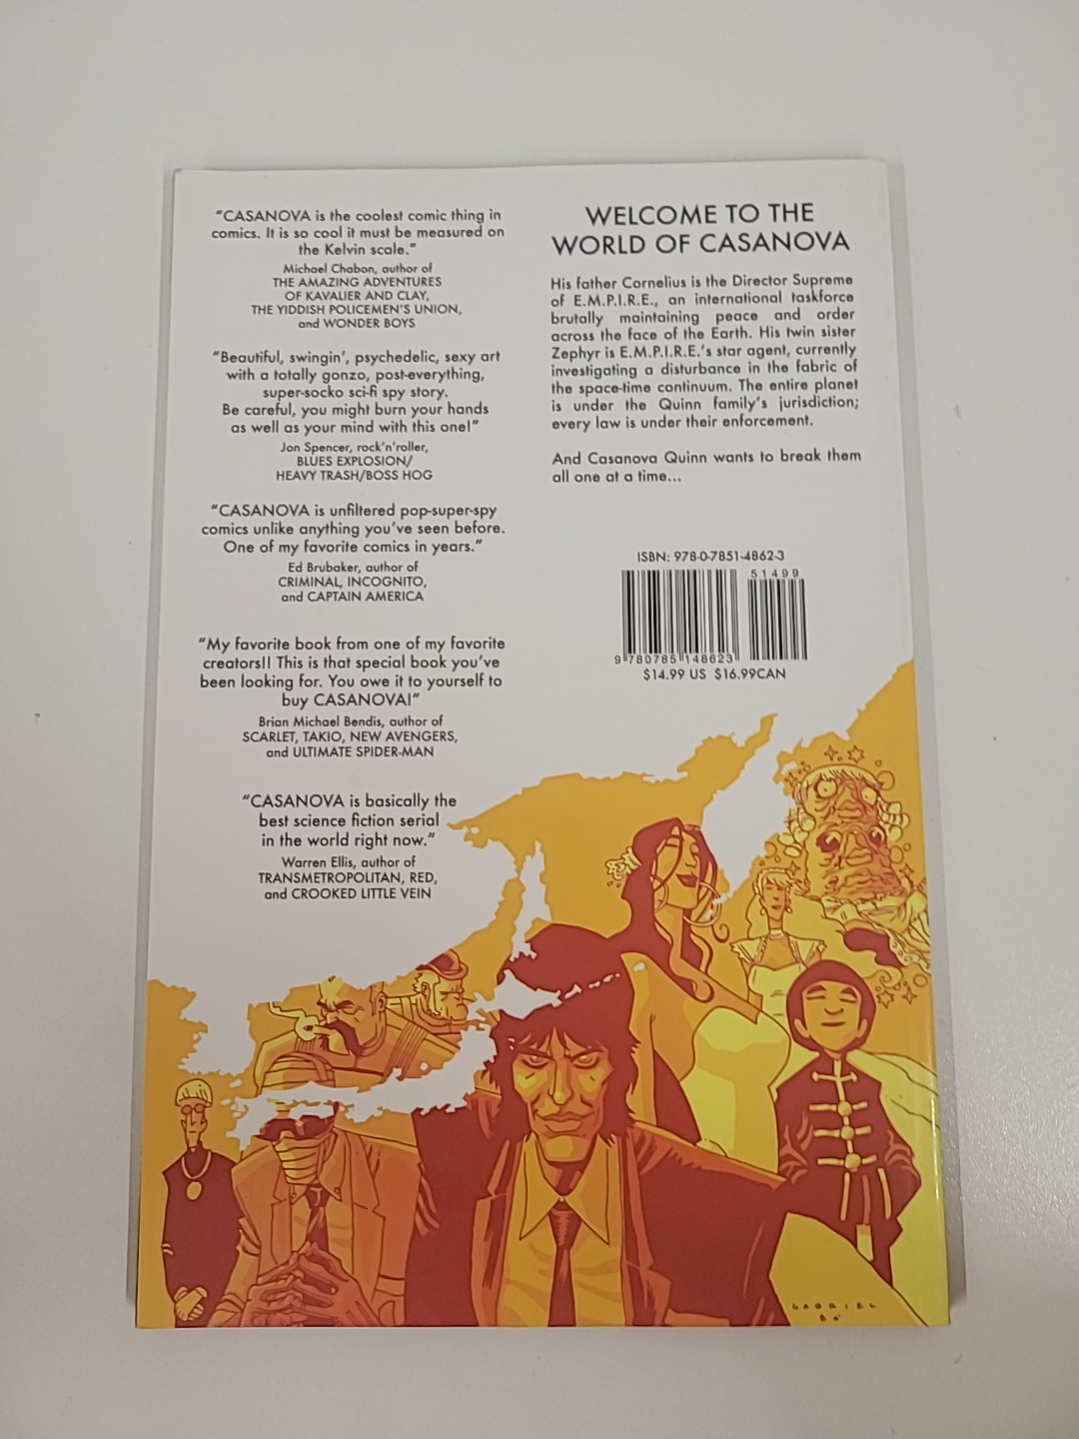 “CASANOVA is the coolest comic thing in
comics. It is so cool it must be measured on
the Kelvin scale.”
Michael Chabon, author of
THE AMAZING ADVENTURES
OF KAVALIER AND CLAY,
THE YIDDISH POLICEMEN'S UNION,
and WONDER BOYS
“Beautiful, swingin', psychedelic, sexy art
with a totally gonzo, post-everything,
super-socko sci-fi spy story.
Be careful, you might burn your hands
as well as your mind with this one!”
Jon Spencer, rock'n'roller,
BLUES EXPLOSION/
HEAVY TRASH/BOSS HOG
“CASANOVA is unfiltered pop-super-spy
comics unlike anything you've seen before.
One of my favorite comics in years.”
Ed Brubaker, author of
CRIMINAL, INCOGNITO,
and CAPTAIN AMERICA
“My favorite book from one of my favorite
creators!! This is that special book you've
been looking for. You owe it to yourself to
buy CASANOVA!”
Brian Michael Bendis, author of
SCARLET, TAKIO, NEW AVENGERS,
and ULTIMATE SPIDER-MAN
“CASANOVA is basically the
best science fiction serial
in the world right now.”
Warren Ellis, author of
TRANSMETROPOLITAN, RED,
and CROOKED LITTLE VEIN
WELCOME TO THE
WORLD OF CASANOVA
His father Cornelius is the Director Supreme
of E.M.P.I.R.E., an international taskforce
brutally maintaining peace and order
across the face of the Earth. His twin sister
Zephyr is E.M.P.I.R.E.'s star agent, currently
investigating a disturbance in the fabric of
the space-time continuum. The entire planet
is under the Quinn family's jurisdiction;
every law is under their enforcement.
And Casanova Quinn wants to break them
all one at a time...
ISBN: 978-0-7851-4862-3
51499
9 780785 148623
$14.99 US $16.99CAN
GABRIEL
BÁ